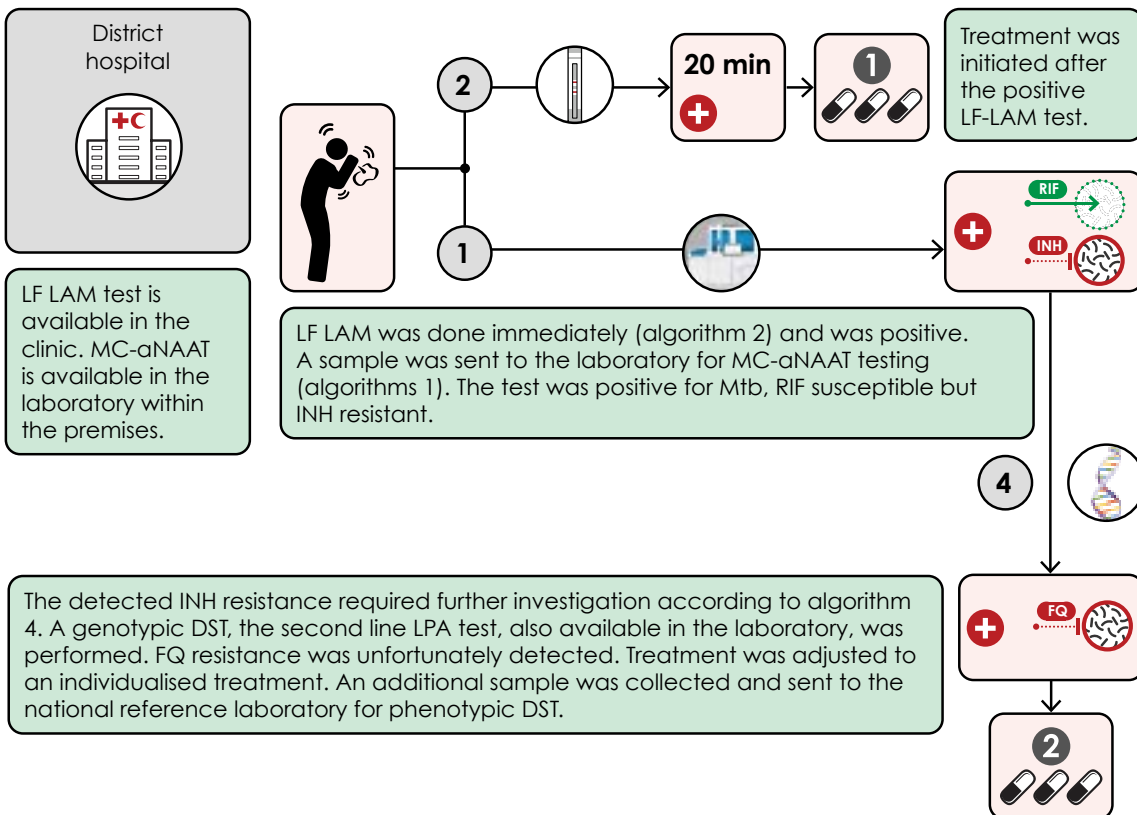 District
hospital
2
20 min
1
Treatment was
initiated after
the positive
LF-LAM test.
LF LAM test is
available in the
clinic. MC-aNAAT
is available in the
laboratory within
the premises.
1
RIF
INH
LF LAM was done immediately (algorithm 2) and was positive.
A sample was sent to the laboratory for MC-aNAAT testing
(algorithms 1). The test was positive for Mtb, RIF susceptible but
INH resistant.
4
The detected INH resistance required further investigation according to algorithm
4. A genotypic DST, the second line LPA test, also available in the laboratory, was
performed. FQ resistance was unfortunately detected. Treatment was adjusted to
an individualised treatment. An additional sample was collected and sent to the
national reference laboratory for phenotypic DST.
FQ
2